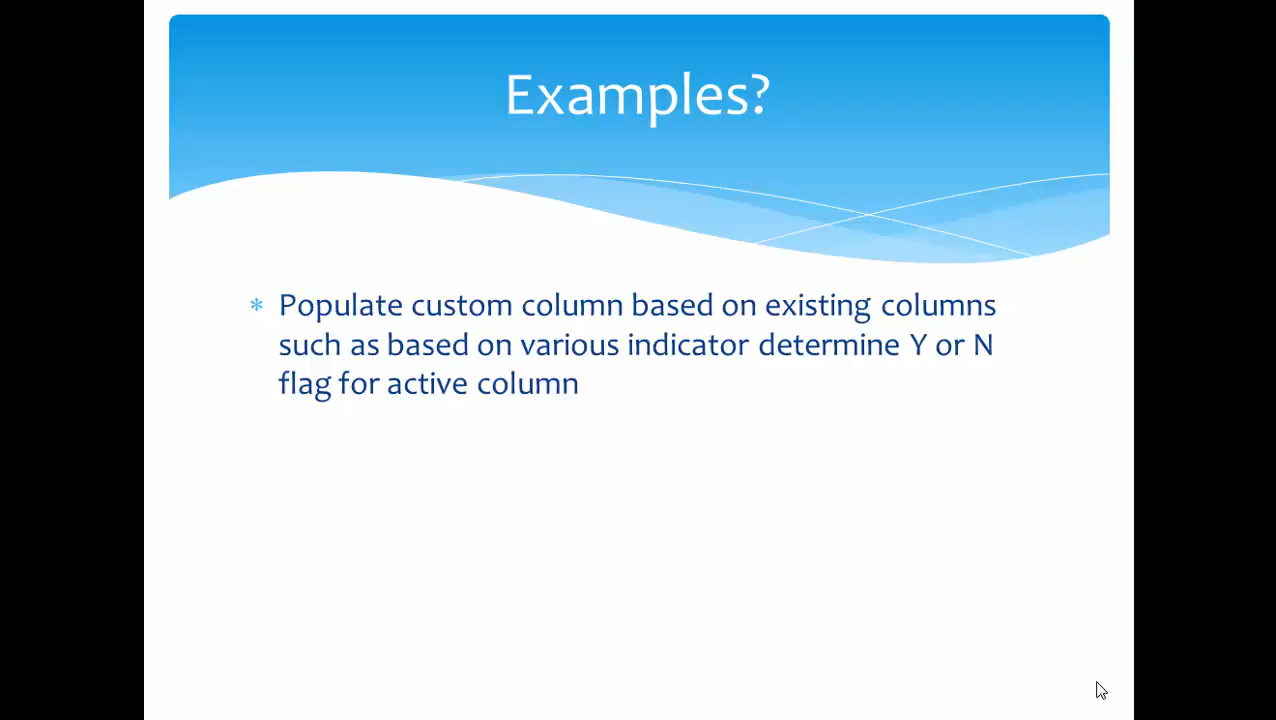 Examples?
* Populate custom column based on existing columns
such as based on various indicator determine Y or N
flag for active column